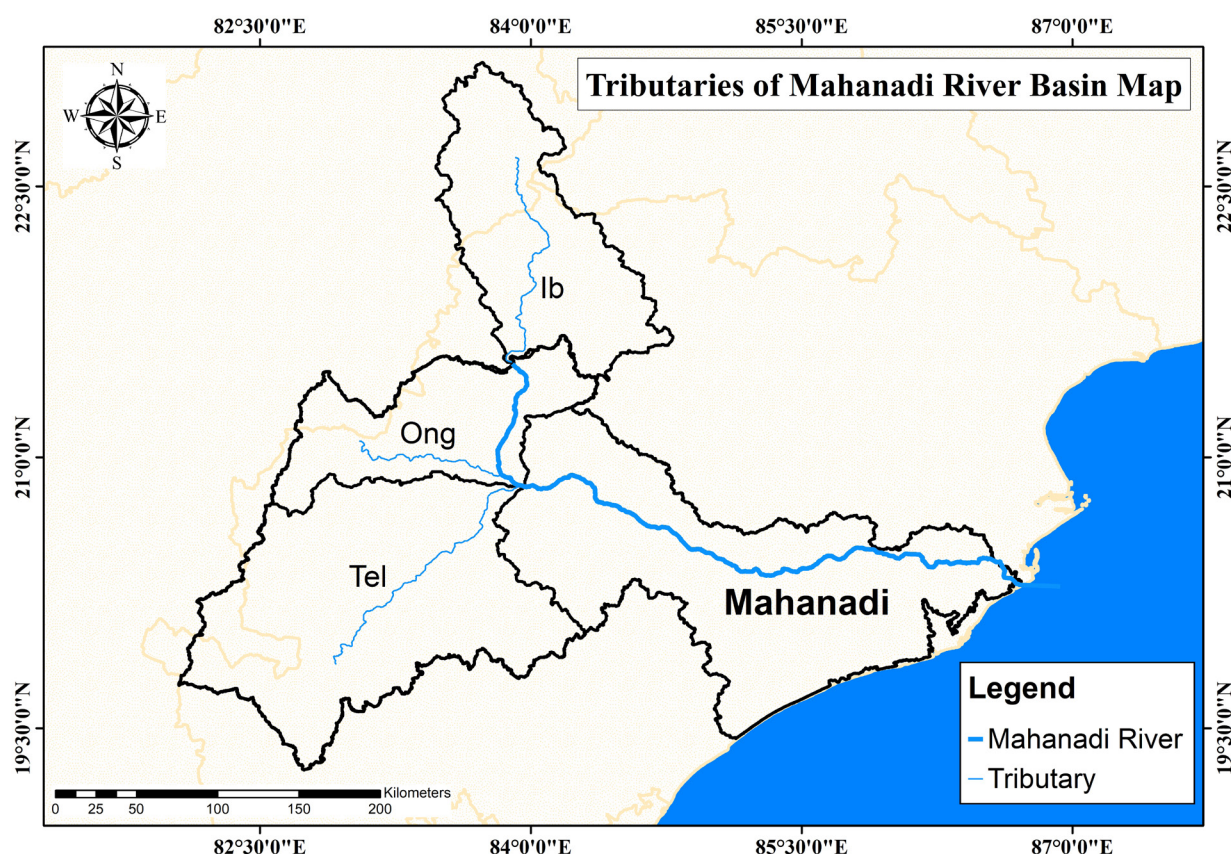 82°30'0"E 84°0'0"E 85°30'0"E 87°0'0"E
Tributaries of Mahanadi River Basin Map
N
W E
S
22°30'0"N 22°30'0"N
Ib
Ong
21°0'0"N 21°0'0"N
Tel
Mahanadi
Legend
Mahanadi River
Tributary
19°30'0"N 19°30'0"N
Kilometers
0 25 50 100 150 200
82°30'0"E 84°0'0"E 85°30'0"E 87°0'0"E